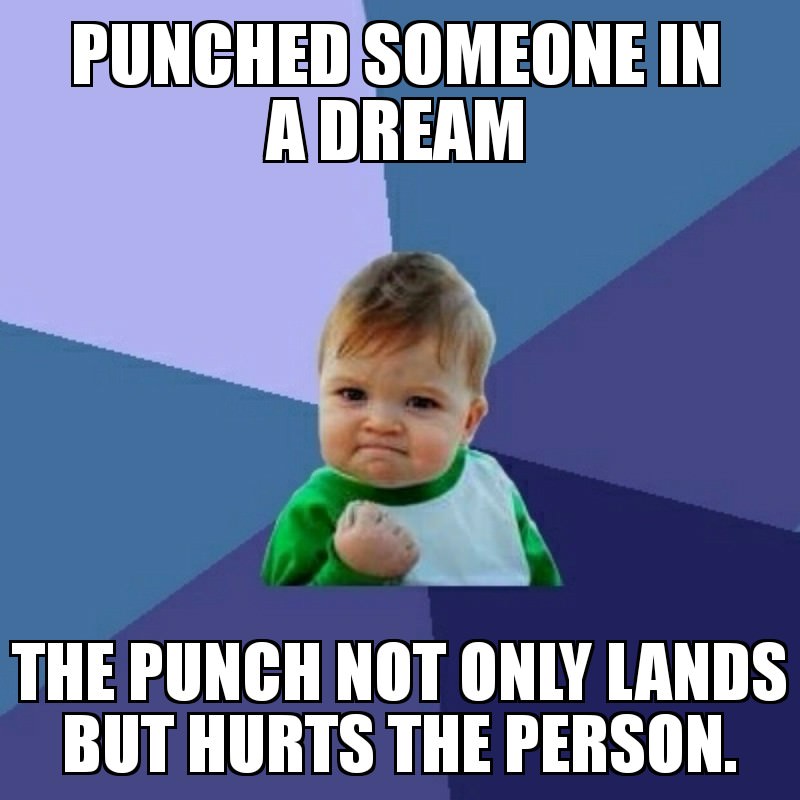 PUNCHED SOMEONE IN
A DREAM
THE PUNCH NOT ONLY LANDS
BUT HURTS THE PERSON.